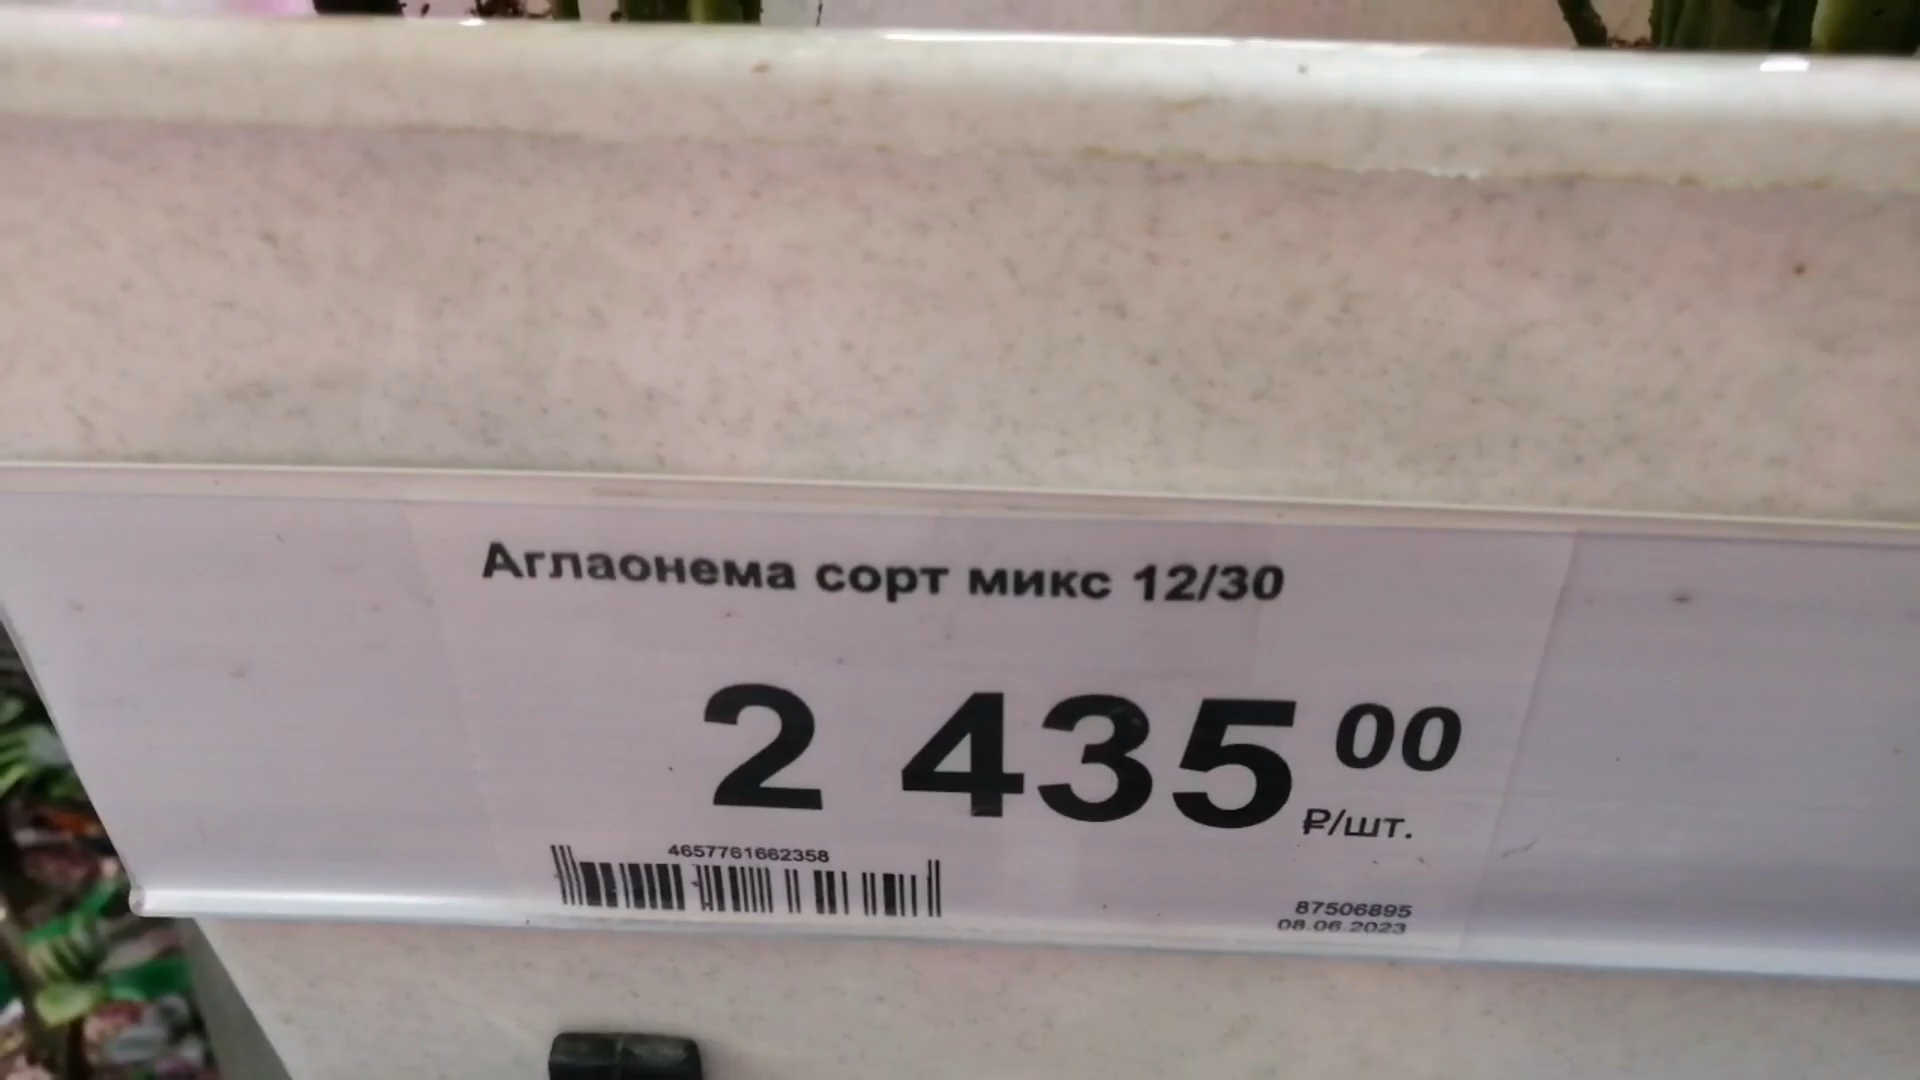 Аглаонема сорт микс 12/30
2 435 00
₽/шт.
4657761662358
87506895
08.06.2023